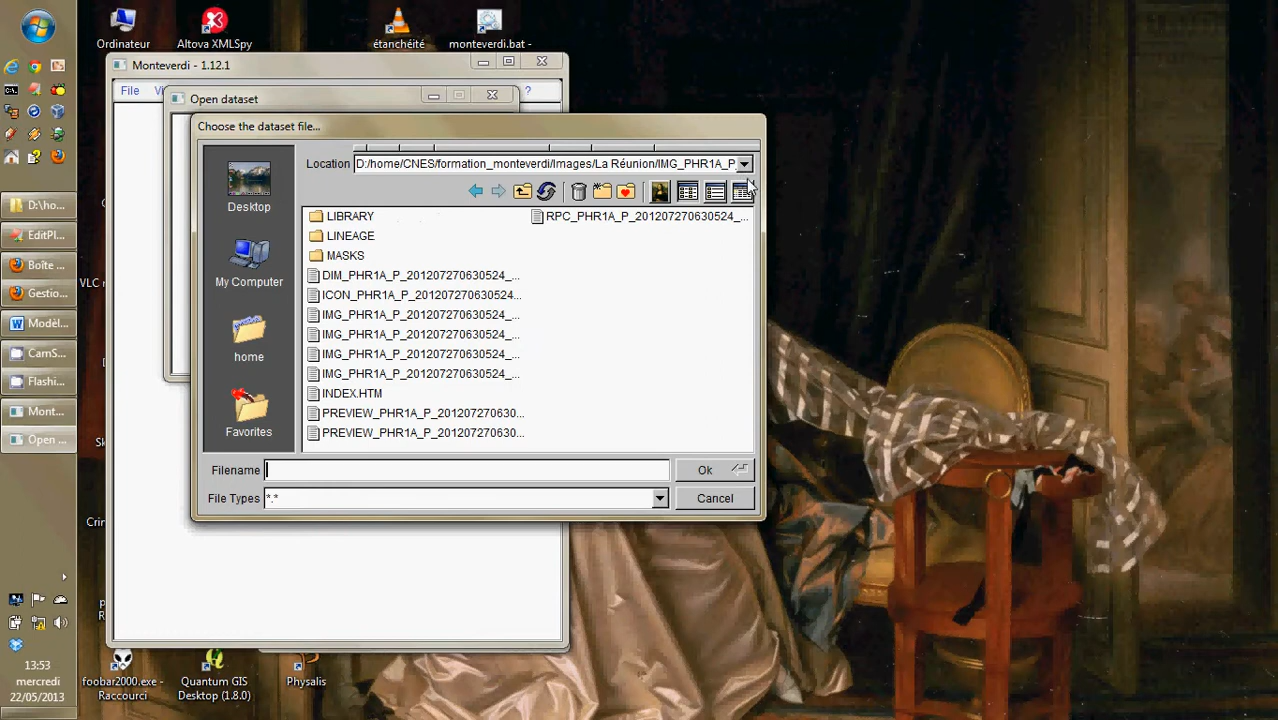 Ordinateur
Altova XMLSpy
étanchéité
monteverdi.bat -
Monteverdi - 1.12.1
File
?
Open dataset
Choose the dataset file...
Location
D:/home/CNES/formation_monteverdi/Images/La Réunion/IMG_PHR1A_P
Desktop
My Computer
home
Favorites
LIBRARY
LINEAGE
MASKS
DIM_PHR1A_P_201207270630524_...
ICON_PHR1A_P_201207270630524...
IMG_PHR1A_P_201207270630524_...
IMG_PHR1A_P_201207270630524_...
IMG_PHR1A_P_201207270630524_...
IMG_PHR1A_P_201207270630524_...
INDEX.HTM
PREVIEW_PHR1A_P_201207270630...
PREVIEW_PHR1A_P_201207270630...
RPC_PHR1A_P_201207270630524_...
Filename
Ok
File Types
*.*
Cancel
D:\ho...
EditPl...
Boîte ...
Gestio...
Modèl...
CamS...
Flashi...
Mont...
Open ...
13:53
mercredi
22/05/2013
foobar2000.exe -
Raccourci
Quantum GIS
Desktop (1.8.0)
Physalis